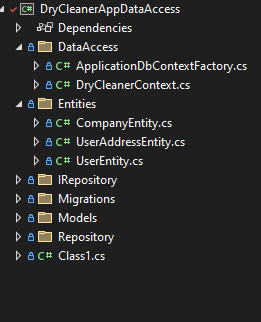 C# DryCleanerAppDataAccess
Dependencies
DataAccess
C# ApplicationDbContextFactory.cs
C# DryCleanerContext.cs
Entities
C# CompanyEntity.cs
C# UserAddressEntity.cs
C# UserEntity.cs
IRepository
Migrations
Models
Repository
C# Class1.cs